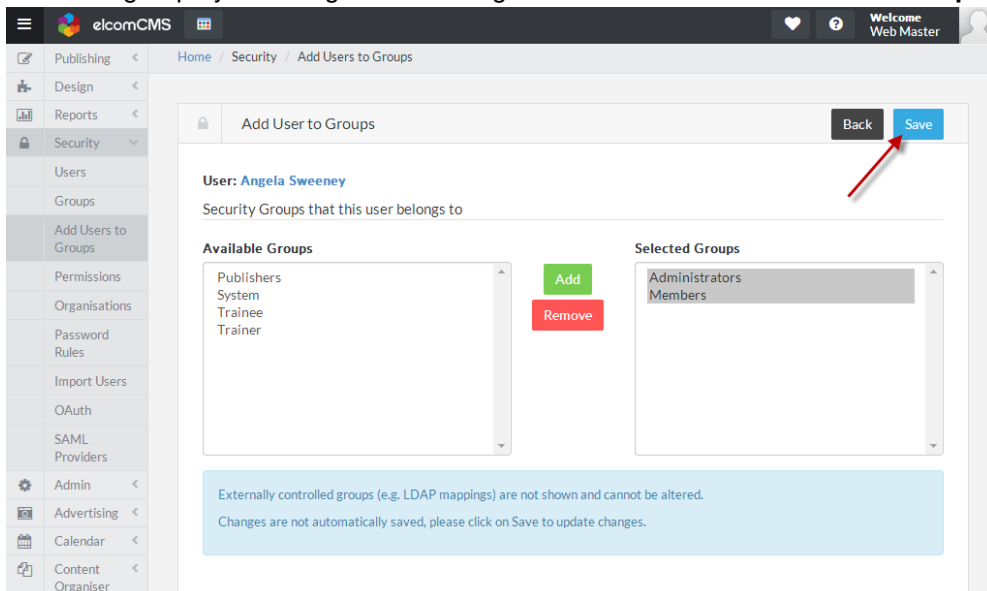 elcomCMS
Welcome
Web Master
Publishing
Home / Security / Add Users to Groups
Design
Reports
Add User to Groups
Back
Save
Security
Users
User: Angela Sweeney
Groups
Security Groups that this user belongs to
Add Users to
Groups
Available Groups
Selected Groups
Permissions
Publishers
System
Trainee
Trainer
Add
Remove
Administrators
Members
Organisations
Password
Rules
Import Users
OAuth
SAML
Providers
Admin
Externally controlled groups (e.g. LDAP mappings) are not shown and cannot be altered.
Changes are not automatically saved, please click on Save to update changes.
Advertising
Calendar
Content
Organiser